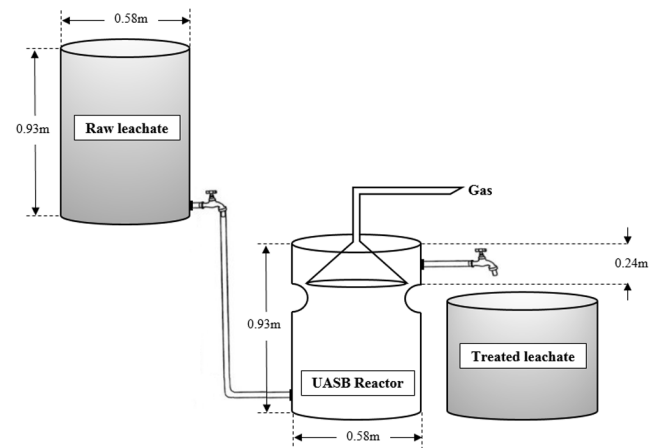 0.58m
0.93m
Raw leachate
Gas
0.24m
0.93m
Treated leachate
UASB Reactor
0.58m